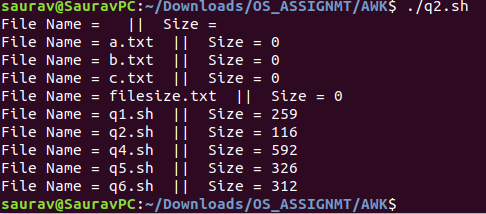 saurav@SauravPC:~/Downloads/OS_ASSIGNMT/AWK$ ./q2.sh
File Name =   ||  Size =
File Name = a.txt  ||  Size = 0
File Name = b.txt  ||  Size = 0
File Name = c.txt  ||  Size = 0
File Name = filesize.txt  ||  Size = 0
File Name = q1.sh  ||  Size = 259
File Name = q2.sh  ||  Size = 116
File Name = q4.sh  ||  Size = 592
File Name = q5.sh  ||  Size = 326
File Name = q6.sh  ||  Size = 312
saurav@SauravPC:~/Downloads/OS_ASSIGNMT/AWK$